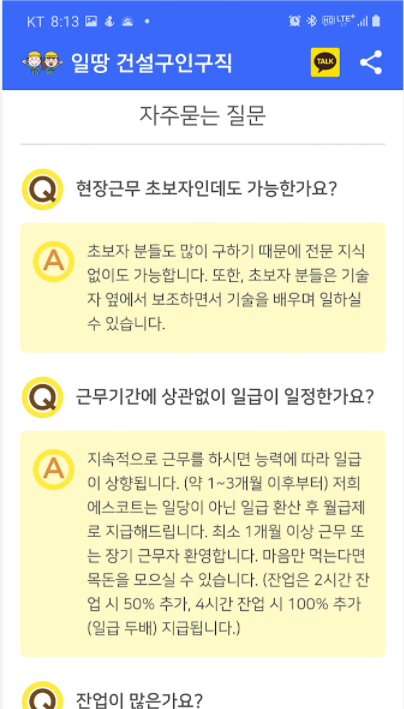 KT 8:13
LTE+
일땅 건설구인구직
TALK
자주묻는 질문
Q 현장근무 초보자인데도 가능한가요?
A 초보자 분들도 많이 구하기 때문에 전문 지식
없이도 가능합니다. 또한, 초보자 분들은 기술
자 옆에서 보조하면서 기술을 배우며 일하실
수 있습니다.
Q 근무기간에 상관없이 일급이 일정한가요?
A 지속적으로 근무를 하시면 능력에 따라 일급
이 상향됩니다. (약 1~3개월 이후부터) 저희
에스코트는 일당이 아닌 일급 환산 후 월급제
로 지급해드립니다. 최소 1개월 이상 근무 또
는 장기 근무자 환영합니다. 마음만 먹는다면
목돈을 모으실 수 있습니다. (잔업은 2시간 잔
업 시 50% 추가, 4시간 잔업 시 100% 추가
(일급 두배) 지급됩니다.)
Q 잔업이 많은가요?